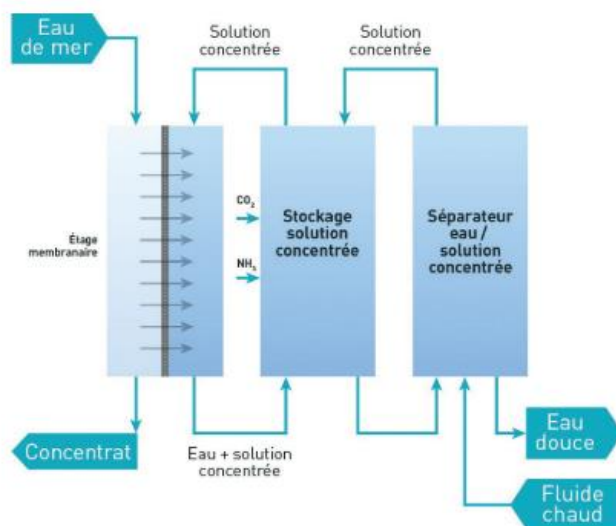 Eau
de mer
Solution
concentrée
Solution
concentrée
CO2
NH3
Étage
membranaire
Stockage
solution
concentrée
Séparateur
eau /
solution
concentrée
Concentrat
Eau + solution
concentrée
Eau
douce
Fluide
chaud